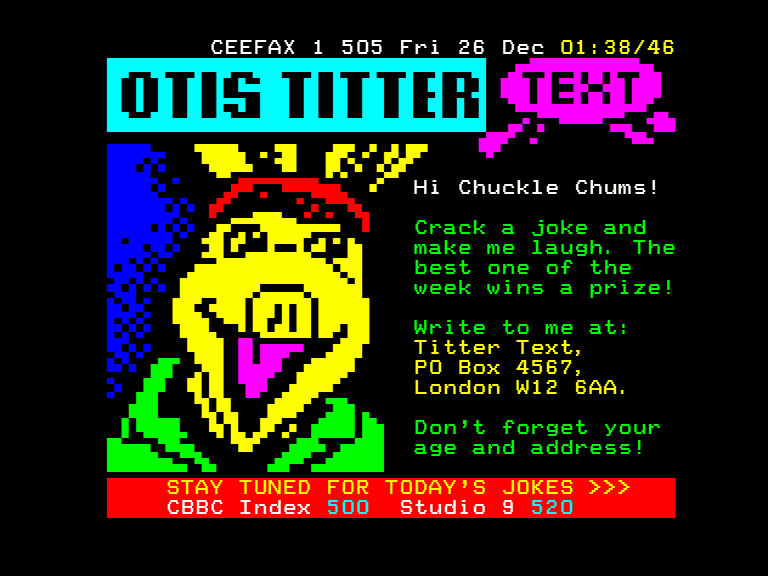 CEEFAX 1 505 Fri 26 Dec 01:38/46
OTIS TITTER TEXT
Hi Chuckle Chums!
Crack a joke and
make me laugh. The
best one of the
week wins a prize!
Write to me at:
Titter Text,
PO Box 4567,
London W12 6AA.
Don't forget your
age and address!
STAY TUNED FOR TODAY'S JOKES >>>
CBBC Index 500 Studio 9 520